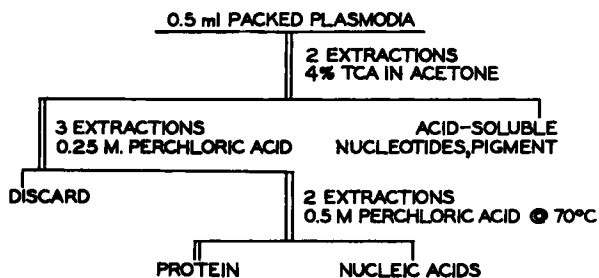 0.5 ml PACKED PLASMODIA
2 EXTRACTIONS
4% TCA IN ACETONE
3 EXTRACTIONS
0.25 M. PERCHLORIC ACID
ACID-SOLUBLE
NUCLEOTIDES, PIGMENT
DISCARD
2 EXTRACTIONS
0.5 M PERCHLORIC ACID @ 70°C
PROTEIN
NUCLEIC ACIDS